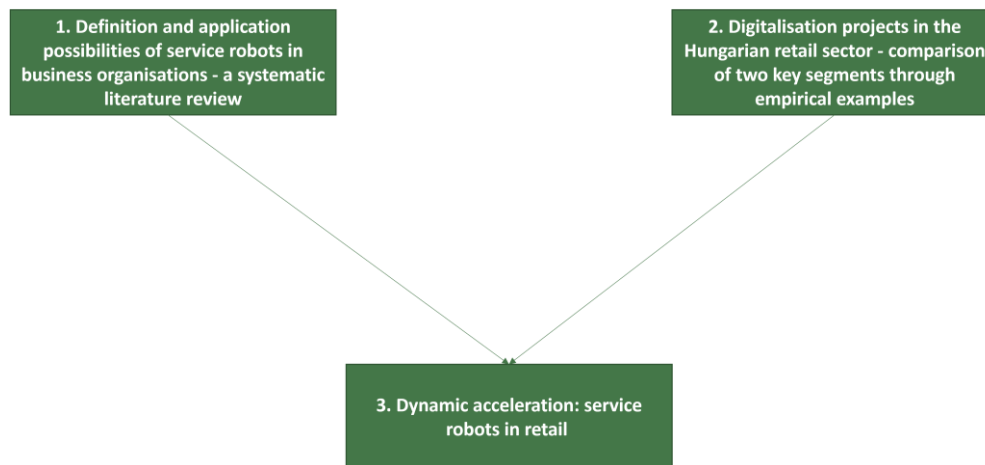 1. Definition and application
possibilities of service robots in
business organisations - a systematic
literature review
2. Digitalisation projects in the
Hungarian retail sector - comparison
of two key segments through
empirical examples
3. Dynamic acceleration: service
robots in retail